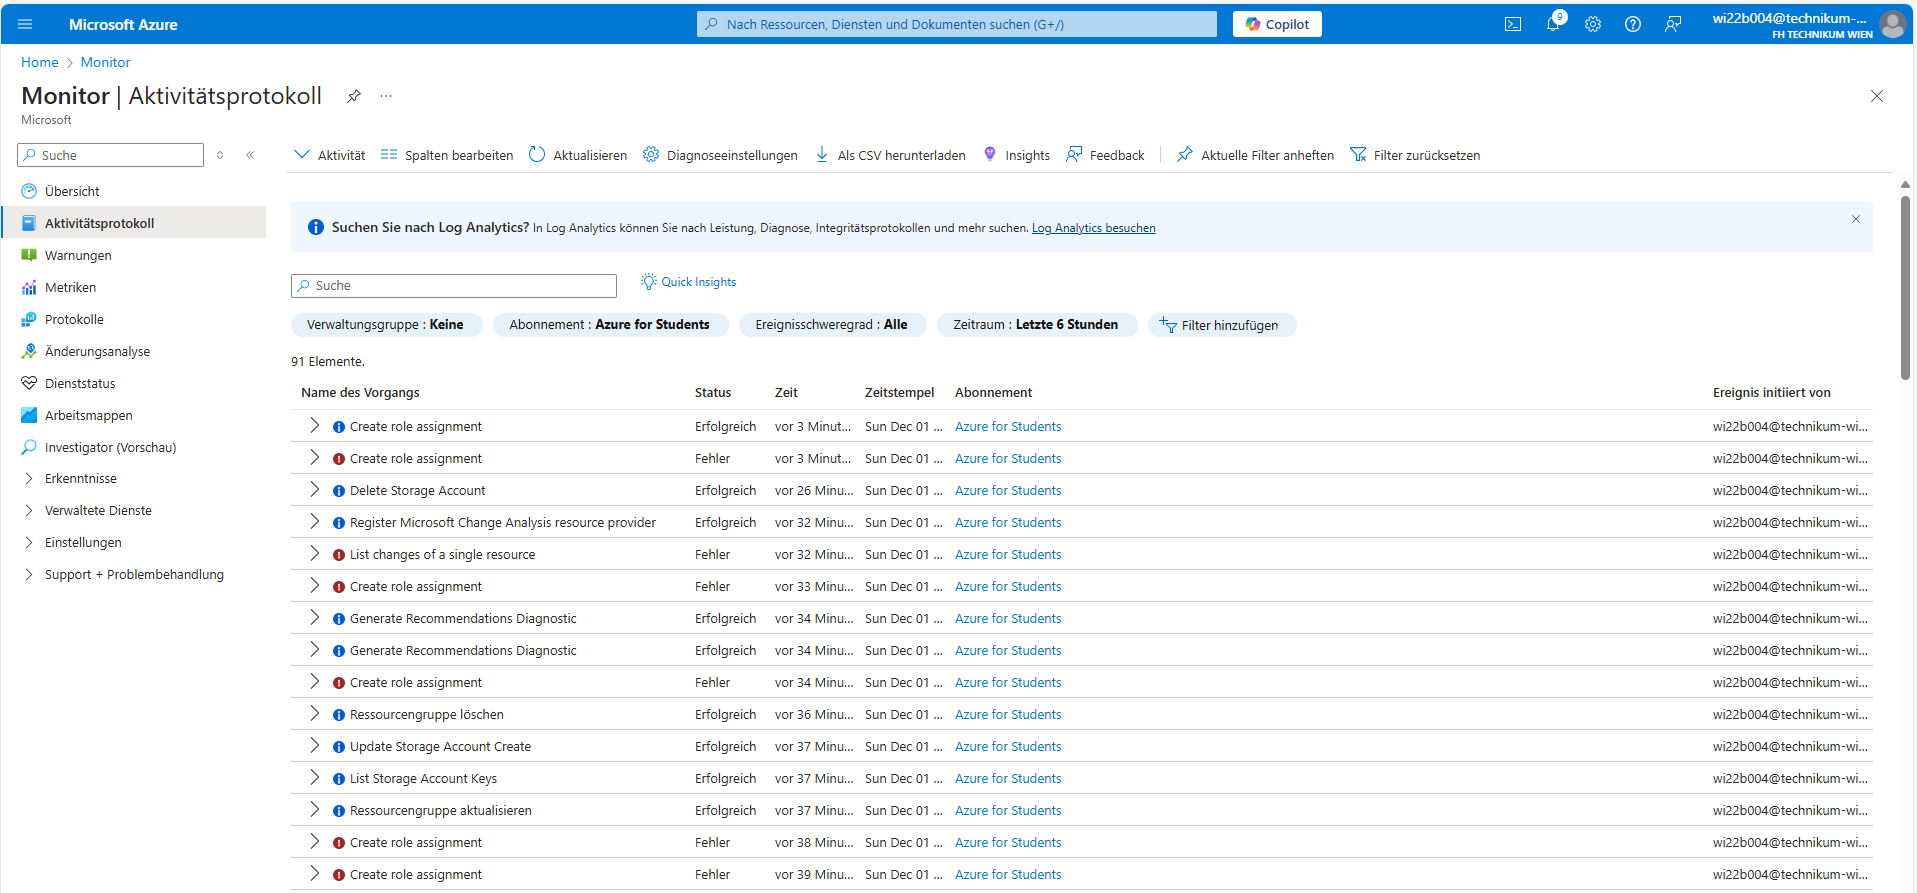 Microsoft Azure
Nach Ressourcen, Diensten und Dokumenten suchen (G+/)
Copilot
9
wi22b004@technikum-...
FH TECHNIKUM WIEN
Home > Monitor
Monitor | Aktivitätsprotokoll
Microsoft
Suche
Aktivität Spalten bearbeiten Aktualisieren Diagnoseeinstellungen Als CSV herunterladen Insights Feedback Aktuelle Filter anheften Filter zurücksetzen
Übersicht
Aktivitätsprotokoll
Warnungen
Metriken
Protokolle
Änderungsanalyse
Dienststatus
Arbeitsmappen
Investigator (Vorschau)
Erkenntnisse
Verwaltete Dienste
Einstellungen
Support + Problembehandlung
Suchen Sie nach Log Analytics? In Log Analytics können Sie nach Leistung, Diagnose, Integritätsprotokollen und mehr suchen. Log Analytics besuchen
Suche
Quick Insights
Verwaltungsgruppe : Keine Abonnement : Azure for Students Ereignisschweregrad : Alle Zeitraum : Letzte 6 Stunden Filter hinzufügen
91 Elemente.
Name des Vorgangs Status Zeit Zeitstempel Abonnement Ereignis initiiert von
Create role assignment Erfolgreich vor 3 Minut... Sun Dec 01 ... Azure for Students wi22b004@technikum-wi...
Create role assignment Fehler vor 3 Minut... Sun Dec 01 ... Azure for Students wi22b004@technikum-wi...
Delete Storage Account Erfolgreich vor 26 Minu... Sun Dec 01 ... Azure for Students wi22b004@technikum-wi...
Register Microsoft Change Analysis resource provider Erfolgreich vor 32 Minu... Sun Dec 01 ... Azure for Students wi22b004@technikum-wi...
List changes of a single resource Fehler vor 32 Minu... Sun Dec 01 ... Azure for Students wi22b004@technikum-wi...
Create role assignment Fehler vor 33 Minu... Sun Dec 01 ... Azure for Students wi22b004@technikum-wi...
Generate Recommendations Diagnostic Erfolgreich vor 34 Minu... Sun Dec 01 ... Azure for Students wi22b004@technikum-wi...
Generate Recommendations Diagnostic Erfolgreich vor 34 Minu... Sun Dec 01 ... Azure for Students wi22b004@technikum-wi...
Create role assignment Fehler vor 34 Minu... Sun Dec 01 ... Azure for Students wi22b004@technikum-wi...
Ressourcengruppe löschen Erfolgreich vor 36 Minu... Sun Dec 01 ... Azure for Students wi22b004@technikum-wi...
Update Storage Account Create Erfolgreich vor 37 Minu... Sun Dec 01 ... Azure for Students wi22b004@technikum-wi...
List Storage Account Keys Erfolgreich vor 37 Minu... Sun Dec 01 ... Azure for Students wi22b004@technikum-wi...
Ressourcengruppe aktualisieren Erfolgreich vor 37 Minu... Sun Dec 01 ... Azure for Students wi22b004@technikum-wi...
Create role assignment Fehler vor 38 Minu... Sun Dec 01 ... Azure for Students wi22b004@technikum-wi...
Create role assignment Fehler vor 39 Minu... Sun Dec 01 ... Azure for Students wi22b004@technikum-wi...